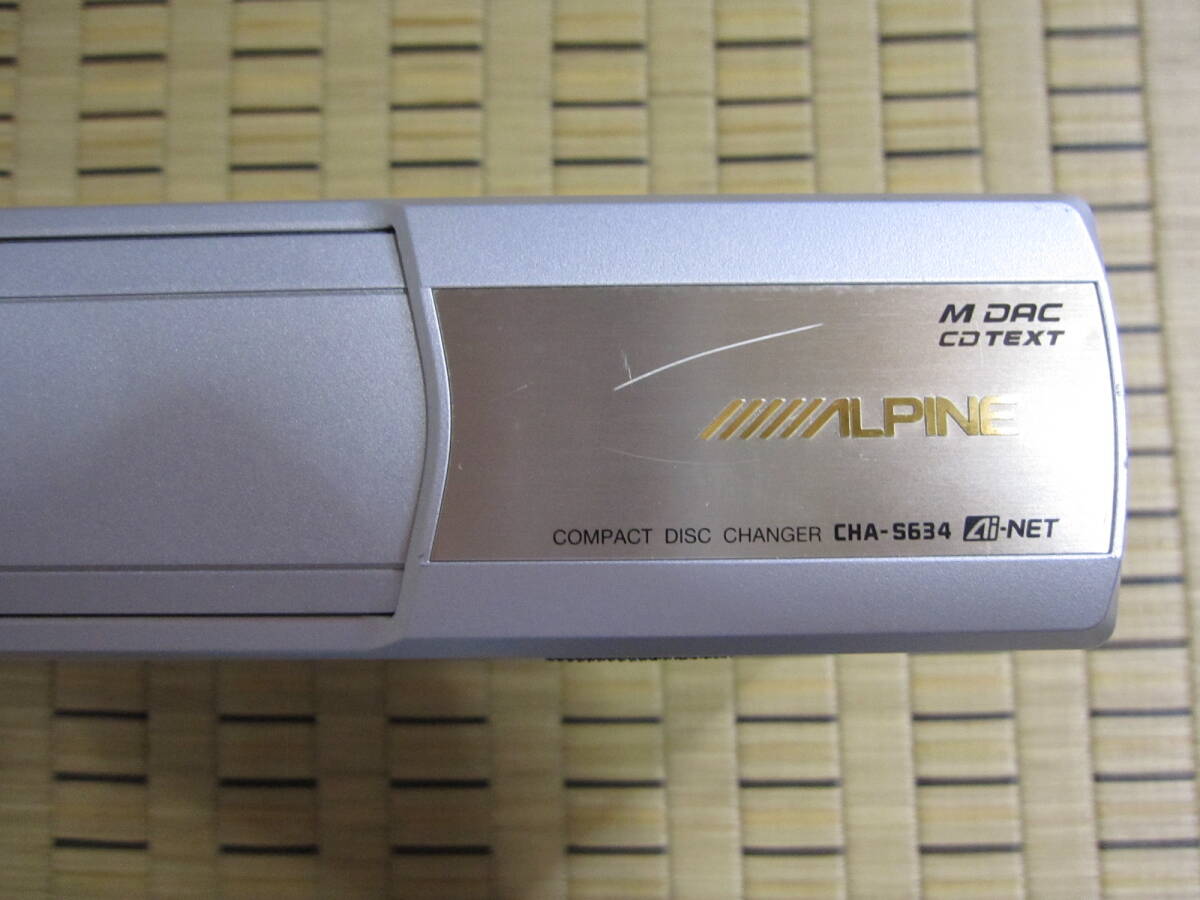 M DAC
CD TEXT
ALPINE
COMPACT DISC CHANGER CHA-S634 Ai-NET